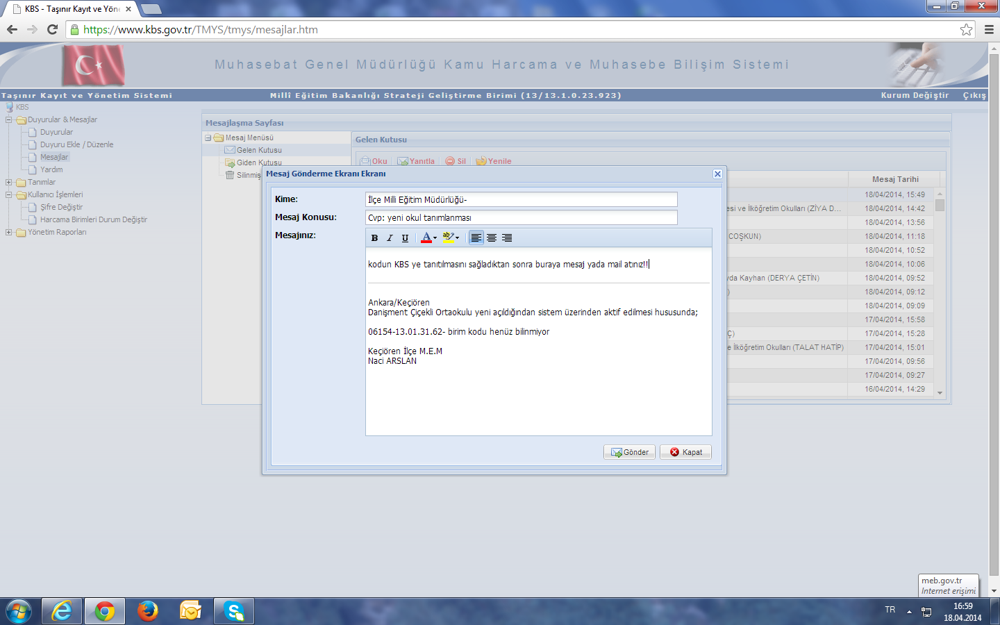 KBS - Taşınır Kayıt ve Yön
https://www.kbs.gov.tr/TMYS/tmys/mesajlar.htm
Muhasebat Genel Müdürlüğü Kamu Harcama ve Muhasebe Bilişim Sistemi
Taşınır Kayıt ve Yönetim Sistemi
Millî Eğitim Bakanlığı Strateji Geliştirme Birimi (13/13.1.0.23.923)
Kurum Değiştir
Çıkış
KBS
Duyurular & Mesajlar
Duyurular
Duyuru Ekle / Düzenle
Mesajlar
Yardım
Tanımlar
Kullanıcı İşlemleri
Şifre Değiştir
Harcama Birimleri Durum Değiştir
Yönetim Raporları
Mesajlaşma Sayfası
Mesaj Menüsü
Gelen Kutusu
Giden Kutusu
Silinmiş
Gelen Kutusu
Oku
Yanıtla
Sil
Yenile
Mesaj Tarihi
18/04/2014, 15:49
esi ve İlköğretim Okulları (ZİYA D... 18/04/2014, 14:42
18/04/2014, 13:56
COŞKUN) 18/04/2014, 11:18
18/04/2014, 10:52
18/04/2014, 10:06
yda Kayhan (DERYA ÇETİN) 18/04/2014, 09:52
) 18/04/2014, 09:12
18/04/2014, 09:09
17/04/2014, 15:58
Ç) 17/04/2014, 15:28
e İlköğretim Okulları (TALAT HATİP) 17/04/2014, 15:01
17/04/2014, 09:56
17/04/2014, 09:27
16/04/2014, 14:29
Mesaj Gönderme Ekranı Ekranı
Kime: İlçe Milli Eğitim Müdürlüğü-
Mesaj Konusu: Cvp: yeni okul tanımlanması
Mesajınız:
B I U A ab
kodun KBS ye tanıtılmasını sağladıktan sonra buraya mesaj yada mail atınız!!
Ankara/Keçiören
Danişment Çiçekli Ortaokulu yeni açıldığından sistem üzerinden aktif edilmesi hususunda;
06154-13.01.31.62- birim kodu henüz bilinmiyor
Keçiören İlçe M.E.M
Naci ARSLAN
Gönder
Kapat
meb.gov.tr
Internet erişimi
TR
16:59
18.04.2014